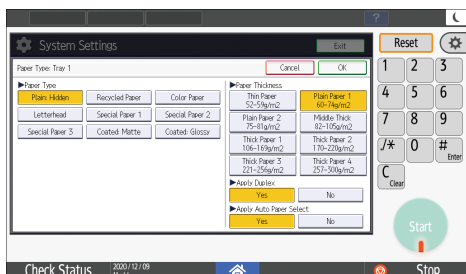 ?
System Settings
Exit
Reset
Paper Type: Tray 1
Cancel
OK
▶Paper Type
Plain: Hidden
Recycled Paper
Color Paper
Letterhead
Special Paper 1
Special Paper 2
Special Paper 3
Coated: Matte
Coated: Glossy
▶Paper Thickness
Thin Paper
52-59g/m2
Plain Paper 1
60-74g/m2
Plain Paper 2
75-81g/m2
Middle Thick
82-105g/m2
Thick Paper 1
106-169g/m2
Thick Paper 2
170-220g/m2
Thick Paper 3
221-256g/m2
Thick Paper 4
257-300g/m2
▶Apply Duplex
Yes
No
▶Apply Auto Paper Select
Yes
No
1 2 3
4 5 6
7 8 9
./* 0 #
Enter
C
Clear
Start
Check Status
2020/12/09
Stop